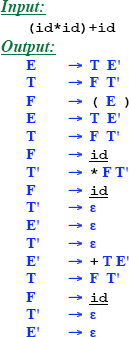 Input:
(id*id)+id
Output:
E → T E'
T → F T'
F → ( E )
E → T E'
T → F T'
F → id
T' → * F T'
F → id
T' → ε
E' → ε
T' → ε
E' → + T E'
T → F T'
F → id
T' → ε
E' → ε